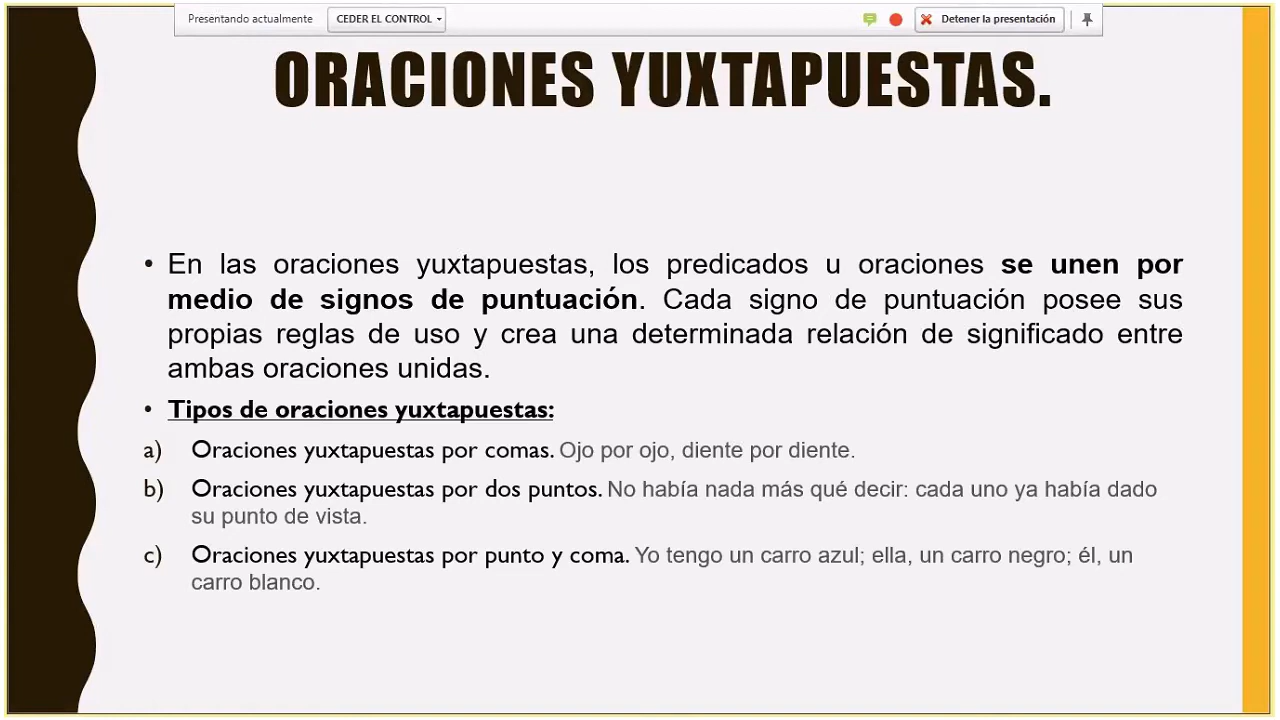 Presentando actualmente CEDER EL CONTROL Detener la presentación
ORACIONES YUXTAPUESTAS.
• En las oraciones yuxtapuestas, los predicados u oraciones se unen por
medio de signos de puntuación. Cada signo de puntuación posee sus
propias reglas de uso y crea una determinada relación de significado entre
ambas oraciones unidas.
• Tipos de oraciones yuxtapuestas:
a) Oraciones yuxtapuestas por comas. Ojo por ojo, diente por diente.
b) Oraciones yuxtapuestas por dos puntos. No había nada más qué decir: cada uno ya había dado
su punto de vista.
c) Oraciones yuxtapuestas por punto y coma. Yo tengo un carro azul; ella, un carro negro; él, un
carro blanco.